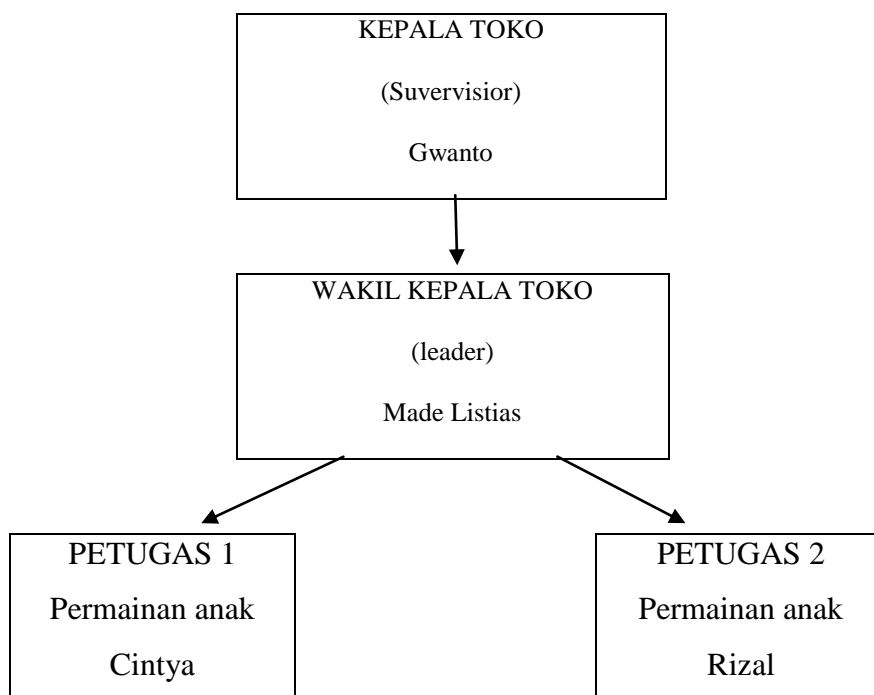 KEPALA TOKO
(Suvervisior)
Gwanto
WAKIL KEPALA TOKO
(leader)
Made Listias
PETUGAS 1
Permainan anak
Cintya
PETUGAS 2
Permainan anak
Rizal